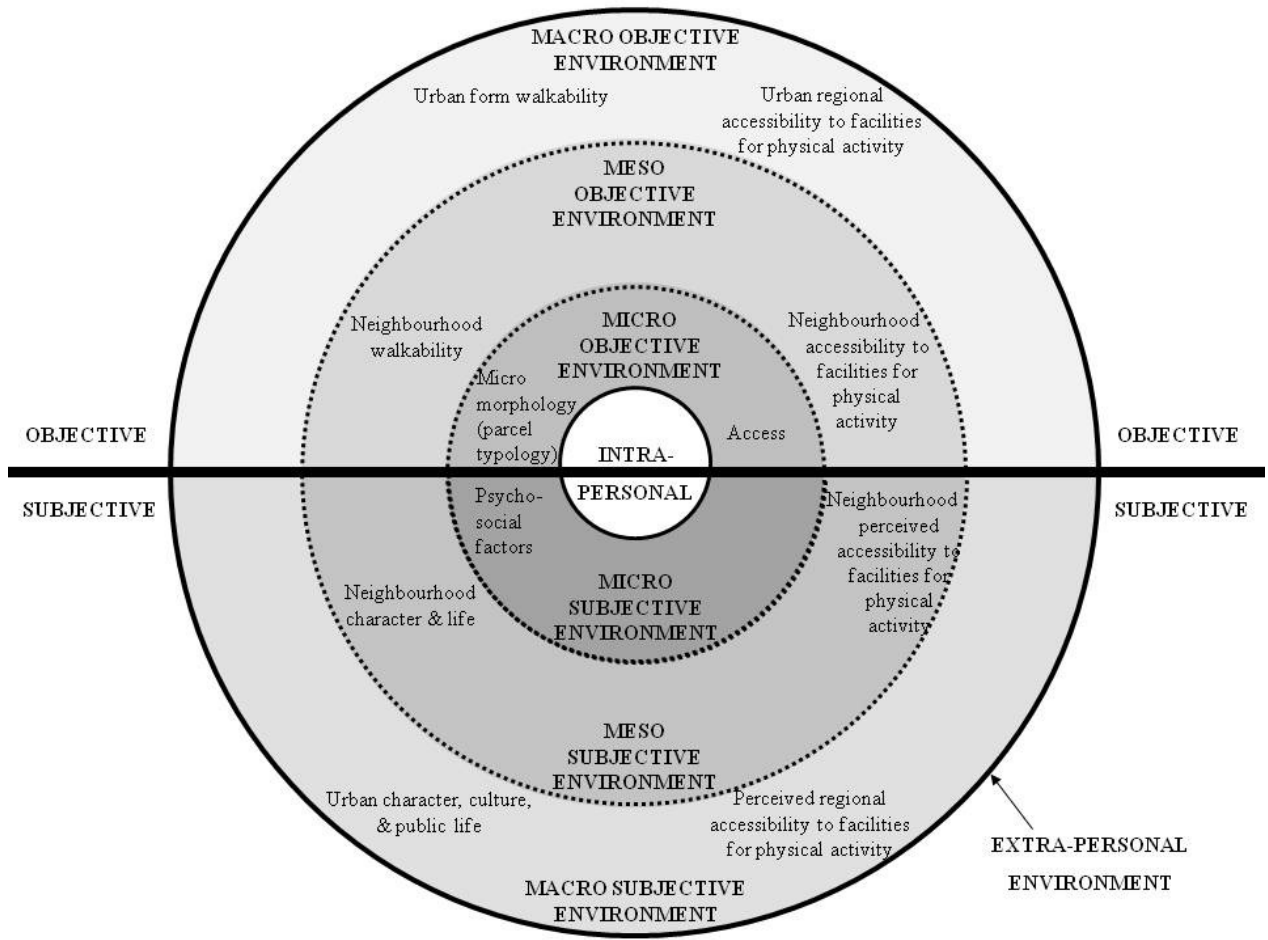 MACRO OBJECTIVE
ENVIRONMENT
Urban form walkability
Urban regional
accessibility to facilities
for physical activity
MESO
OBJECTIVE
ENVIRONMENT
Neighbourhood
walkability
MICRO
OBJECTIVE
ENVIRONMENT
Neighbourhood
accessibility to
facilities for
physical
activity
Micro
morphology
(parcel
typology)
Access
OBJECTIVE
INTRA-
PERSONAL
OBJECTIVE
SUBJECTIVE
SUBJECTIVE
Psycho-
social
factors
Neighbourhood
perceived
accessibility to
facilities for
physical
activity
Neighbourhood
character & life
MICRO
SUBJECTIVE
ENVIRONMENT
MESO
SUBJECTIVE
ENVIRONMENT
Urban character, culture,
& public life
Perceived regional
accessibility to facilities
for physical activity
EXTRA-PERSONAL
ENVIRONMENT
MACRO SUBJECTIVE
ENVIRONMENT